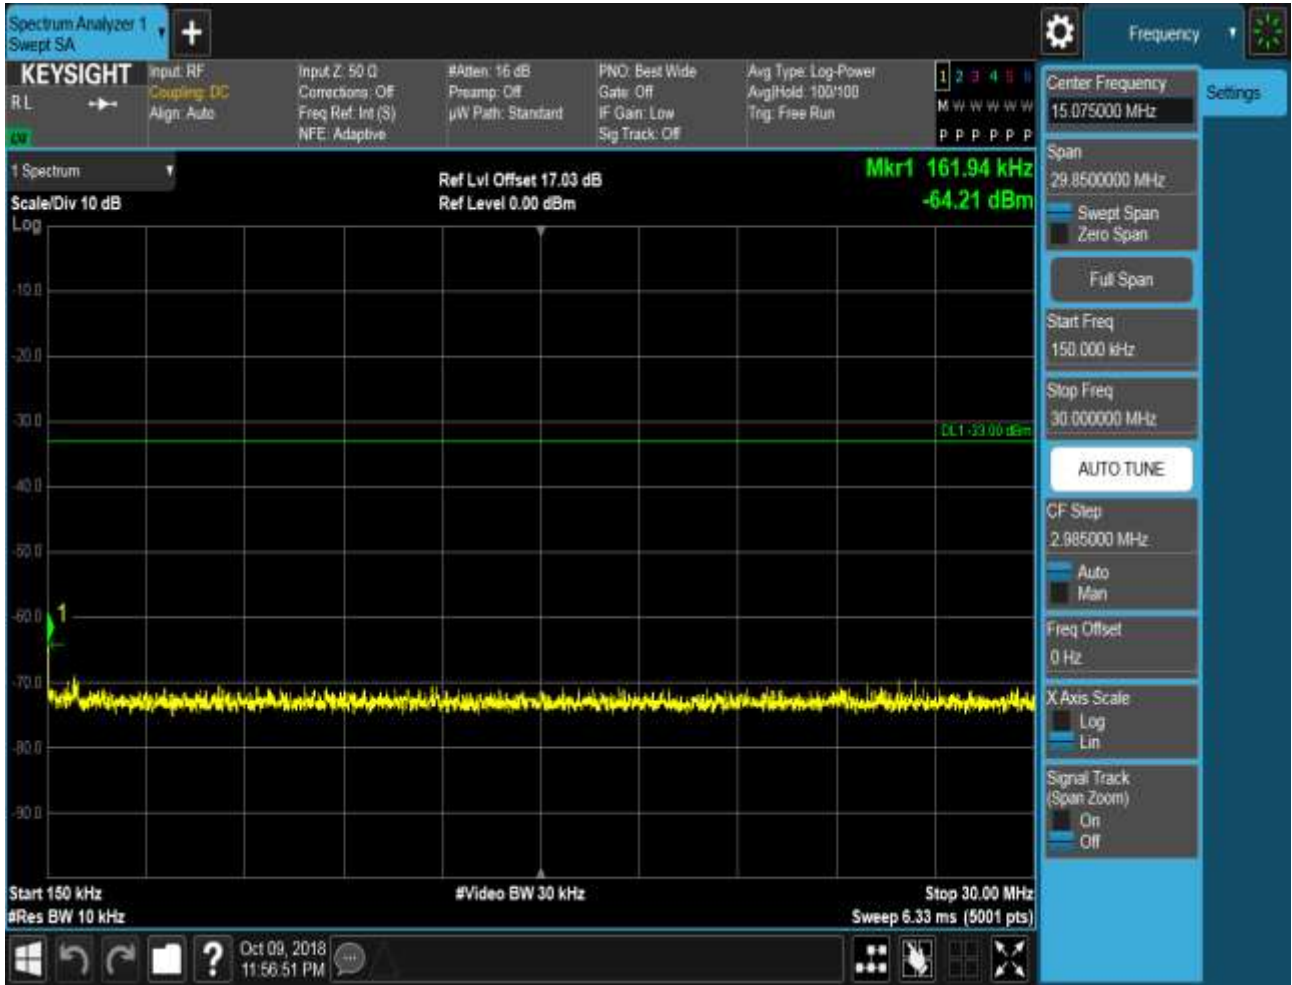 Spectrum Analyzer 1
Swept SA
+
Frequency
KEYSIGHT
RL
Input: RF
Coupling: DC
Align: Auto
Input Z: 50 Ω
Corrections: Off
Freq Ref: Int (S)
NFE: Adaptive
#Atten: 16 dB
Preamp: Off
µW Path: Standard
PNO: Best Wide
Gate: Off
IF Gain: Low
Sig Track: Off
Avg Type: Log-Power
Avg|Hold: 100/100
Trig: Free Run
1 2 3 4 5 6
M W W W W W
P P P P P P
1 Spectrum
Scale/Div 10 dB
Log
Ref Lvl Offset 17.03 dB
Ref Level 0.00 dBm
Mkr1 161.94 kHz
-64.21 dBm
-10.0
-20.0
-30.0
DL1 -33.00 dBm
-40.0
-50.0
-60.0
1
-70.0
-80.0
-90.0
Start 150 kHz
#Res BW 10 kHz
#Video BW 30 kHz
Stop 30.00 MHz
Sweep 6.33 ms (5001 pts)
Oct 09, 2018
11:56:51 PM
Center Frequency
15.075000 MHz
Settings
Span
29.8500000 MHz
Swept Span
Zero Span
Full Span
Start Freq
150.000 kHz
Stop Freq
30.000000 MHz
AUTO TUNE
CF Step
2.985000 MHz
Auto
Man
Freq Offset
0 Hz
X Axis Scale
Log
Lin
Signal Track
(Span Zoom)
On
Off